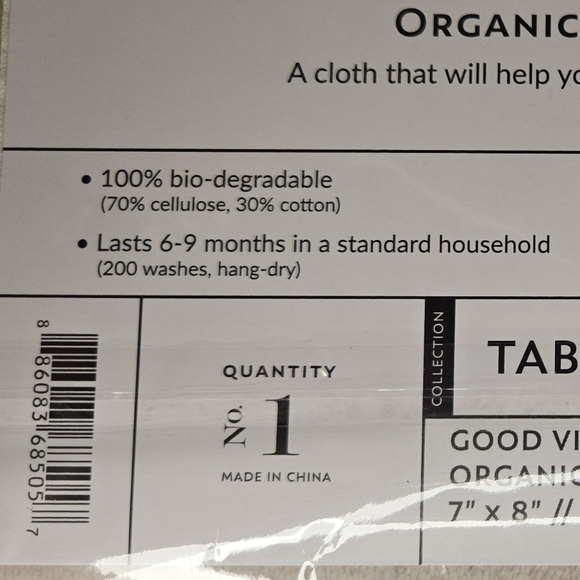 ORGANIC
A cloth that will help yo
• 100% bio-degradable
(70% cellulose, 30% cotton)
• Lasts 6-9 months in a standard household
(200 washes, hang-dry)
8 86083 68505 7
QUANTITY
No. 1
MADE IN CHINA
COLLECTION
TAB
GOOD VI
ORGANIC
7” x 8” //